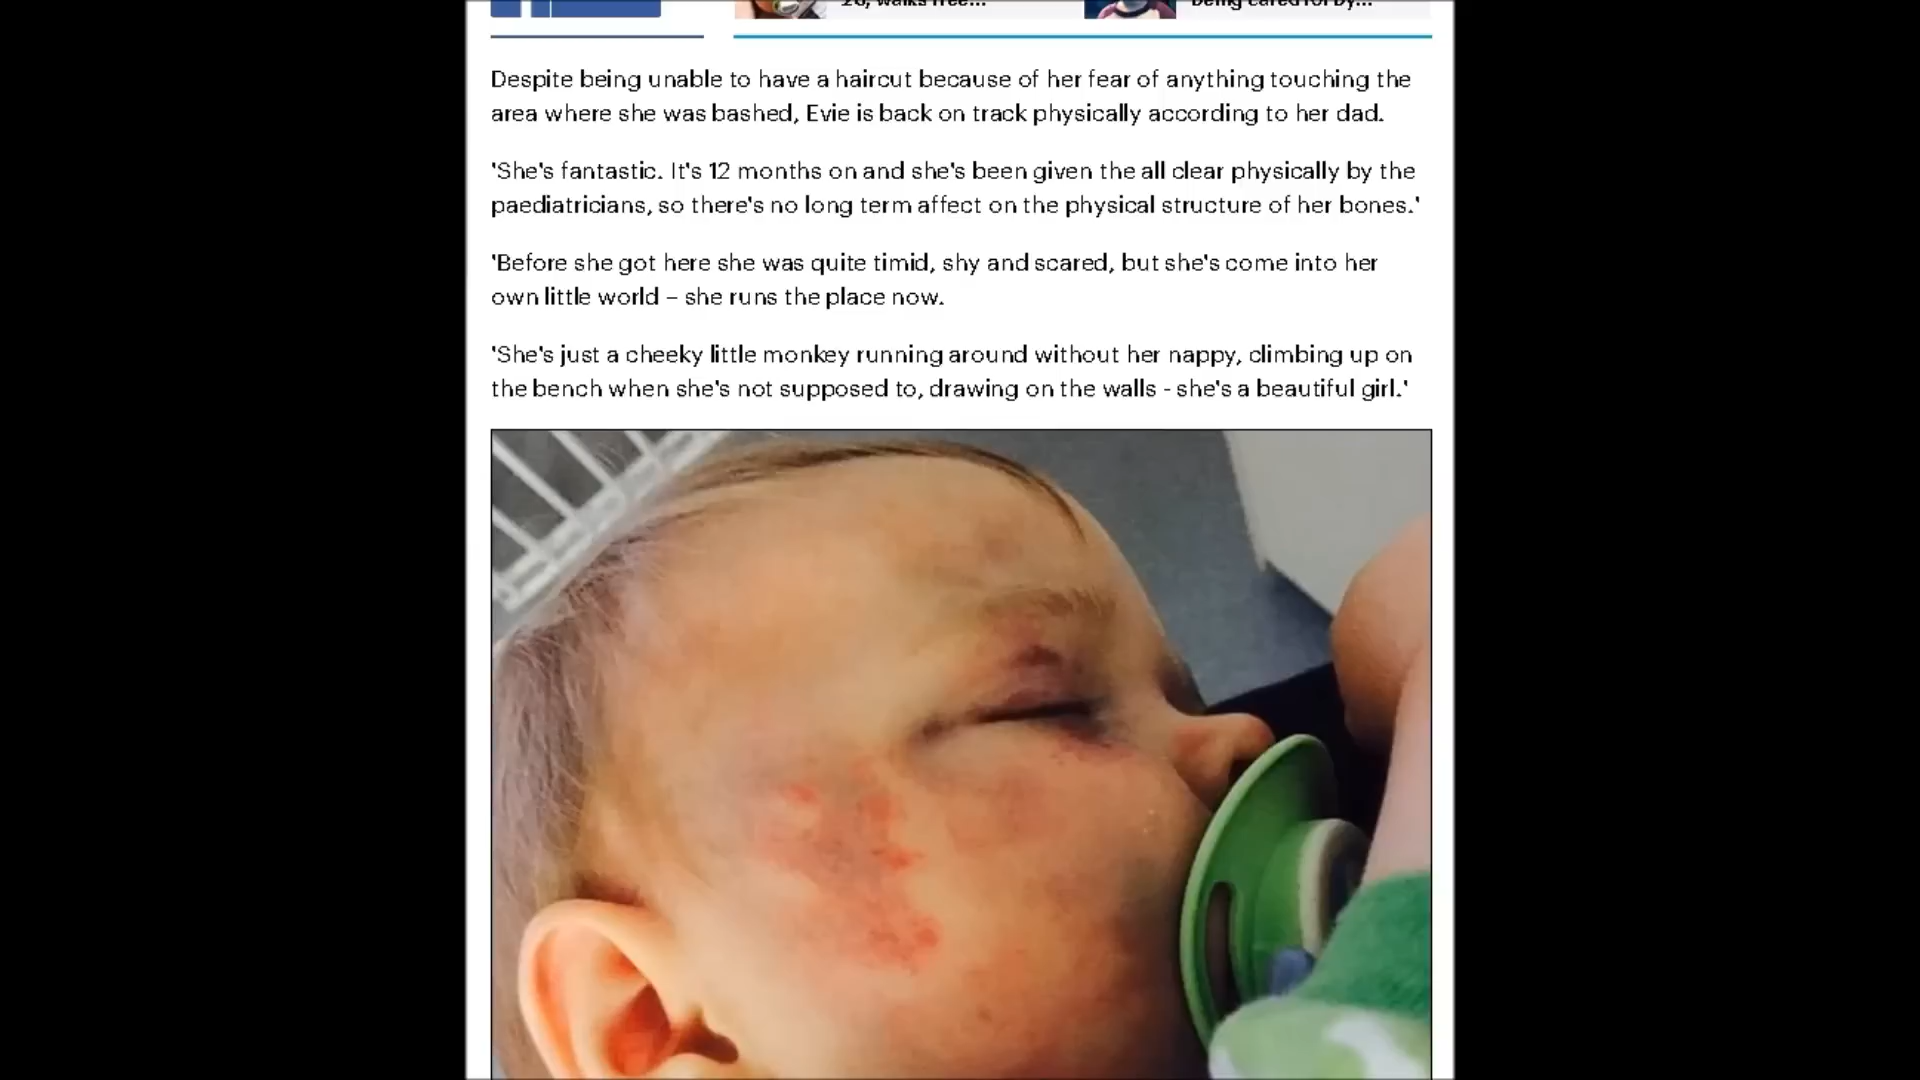 Despite being unable to have a haircut because of her fear of anything touching the
area where she was bashed, Evie is back on track physically according to her dad.
'She's fantastic. It's 12 months on and she's been given the all clear physically by the
paediatricians, so there's no long term affect on the physical structure of her bones.'
'Before she got here she was quite timid, shy and scared, but she's come into her
own little world – she runs the place now.
'She's just a cheeky little monkey running around without her nappy, climbing up on
the bench when she's not supposed to, drawing on the walls - she's a beautiful girl.'